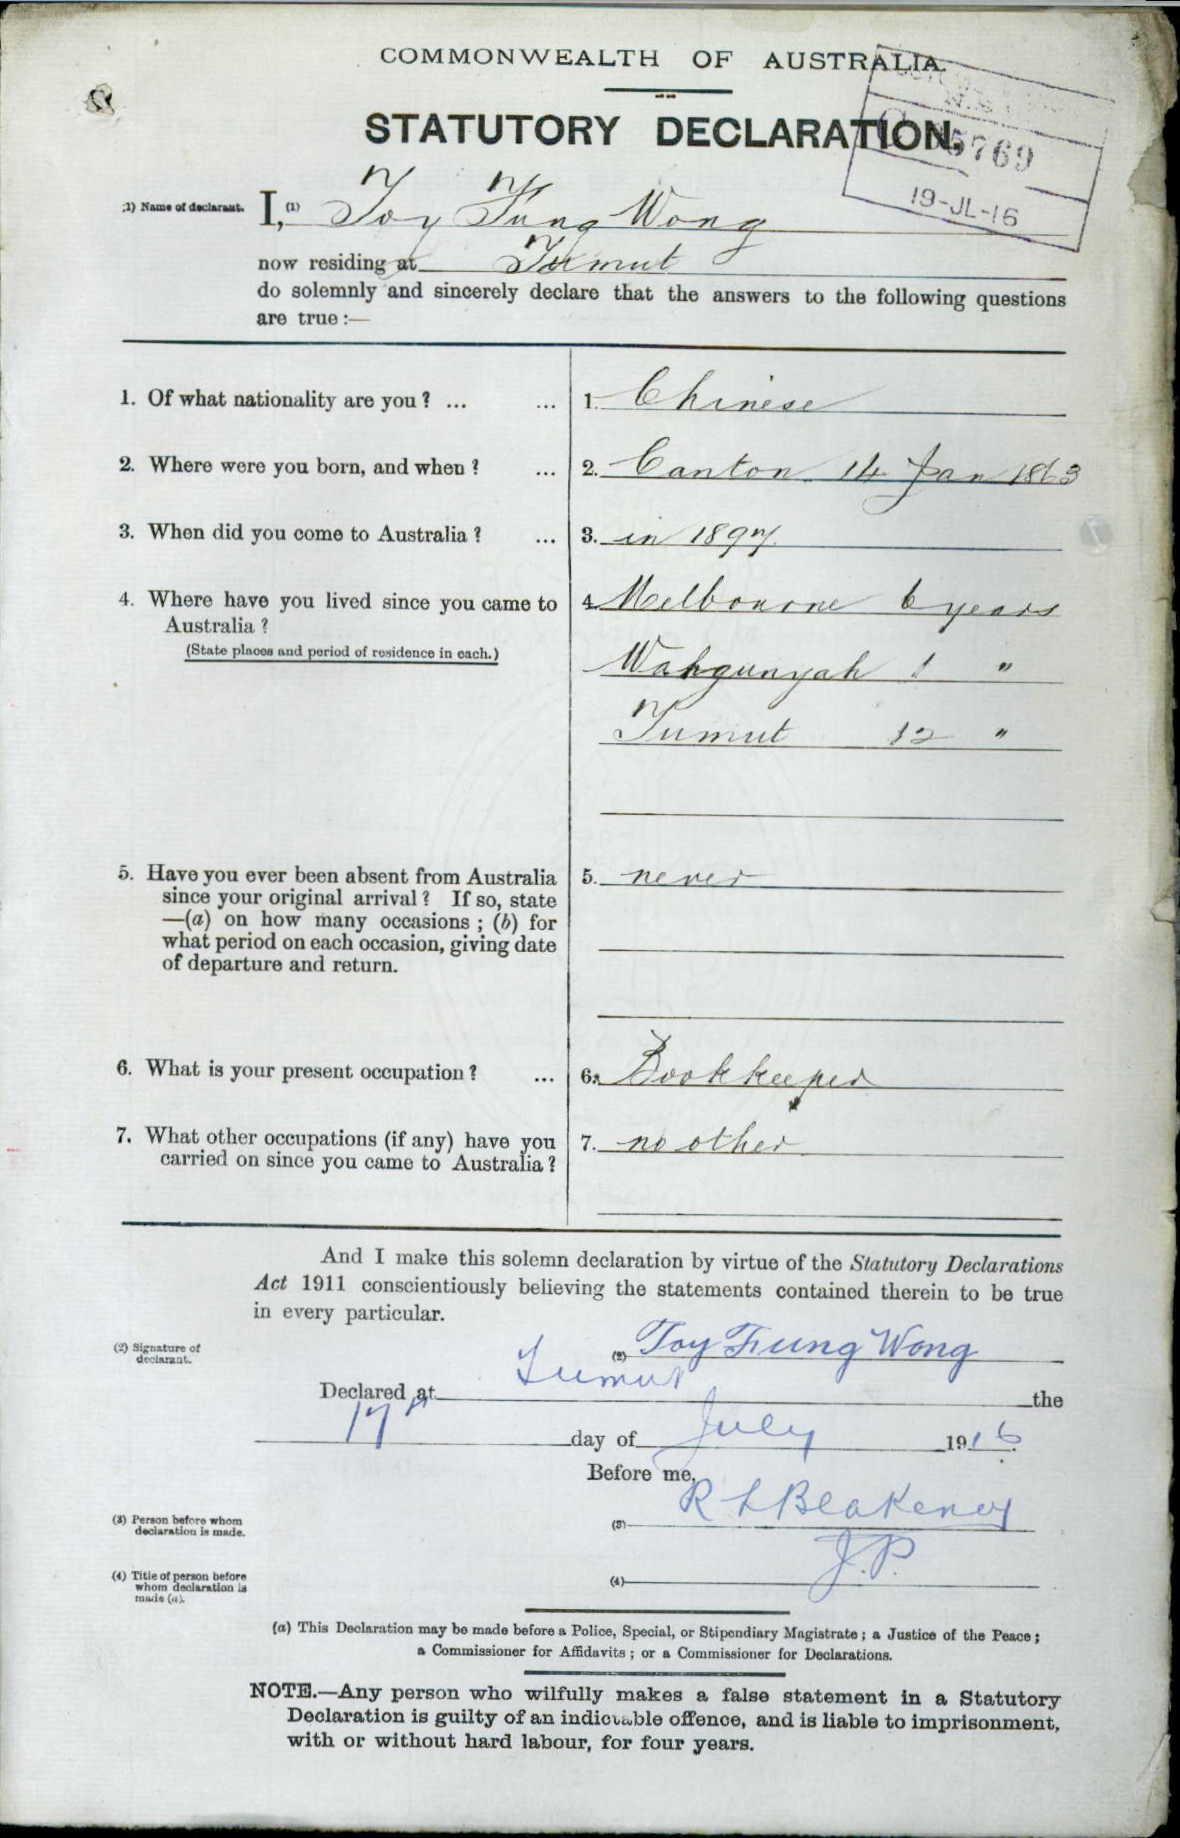 COMMONWEALTH OF AUSTRALIA.
STATUTORY DECLARATION.
5769
19-JL-16
(1) Name of declarant. I, (1) Toy Fung Wong
now residing at Tumut
do solemnly and sincerely declare that the answers to the following questions
are true :—
1. Of what nationality are you ? ... ... 1. Chinese
2. Where were you born, and when ? ... 2. Canton. 14 Jan 1863
3. When did you come to Australia ? ... 3. in 1897.
4. Where have you lived since you came to 4. Melbourne 6 years
Australia ?
(State places and period of residence in each.) Wahgunyah 1 "
Tumut 12 "
5. Have you ever been absent from Australia 5. never
since your original arrival ? If so, state
—(a) on how many occasions ; (b) for
what period on each occasion, giving date
of departure and return.
6. What is your present occupation ? ... 6. Bookkeeper
7. What other occupations (if any) have you 7. no other
carried on since you came to Australia ?
And I make this solemn declaration by virtue of the Statutory Declarations
Act 1911 conscientiously believing the statements contained therein to be true
in every particular.
(2) Signature of
declarant. (2) Toy Fung Wong
Declared at Tumut the
17th day of July 1916.
Before me,
(3) Person before whom
declaration is made. (3) R L Blakeney
(4) Title of person before
whom declaration is
made (a). (4) J.P.
(a) This Declaration may be made before a Police, Special, or Stipendiary Magistrate ; a Justice of the Peace ;
a Commissioner for Affidavits ; or a Commissioner for Declarations.
NOTE.—Any person who wilfully makes a false statement in a Statutory
Declaration is guilty of an indictable offence, and is liable to imprisonment,
with or without hard labour, for four years.